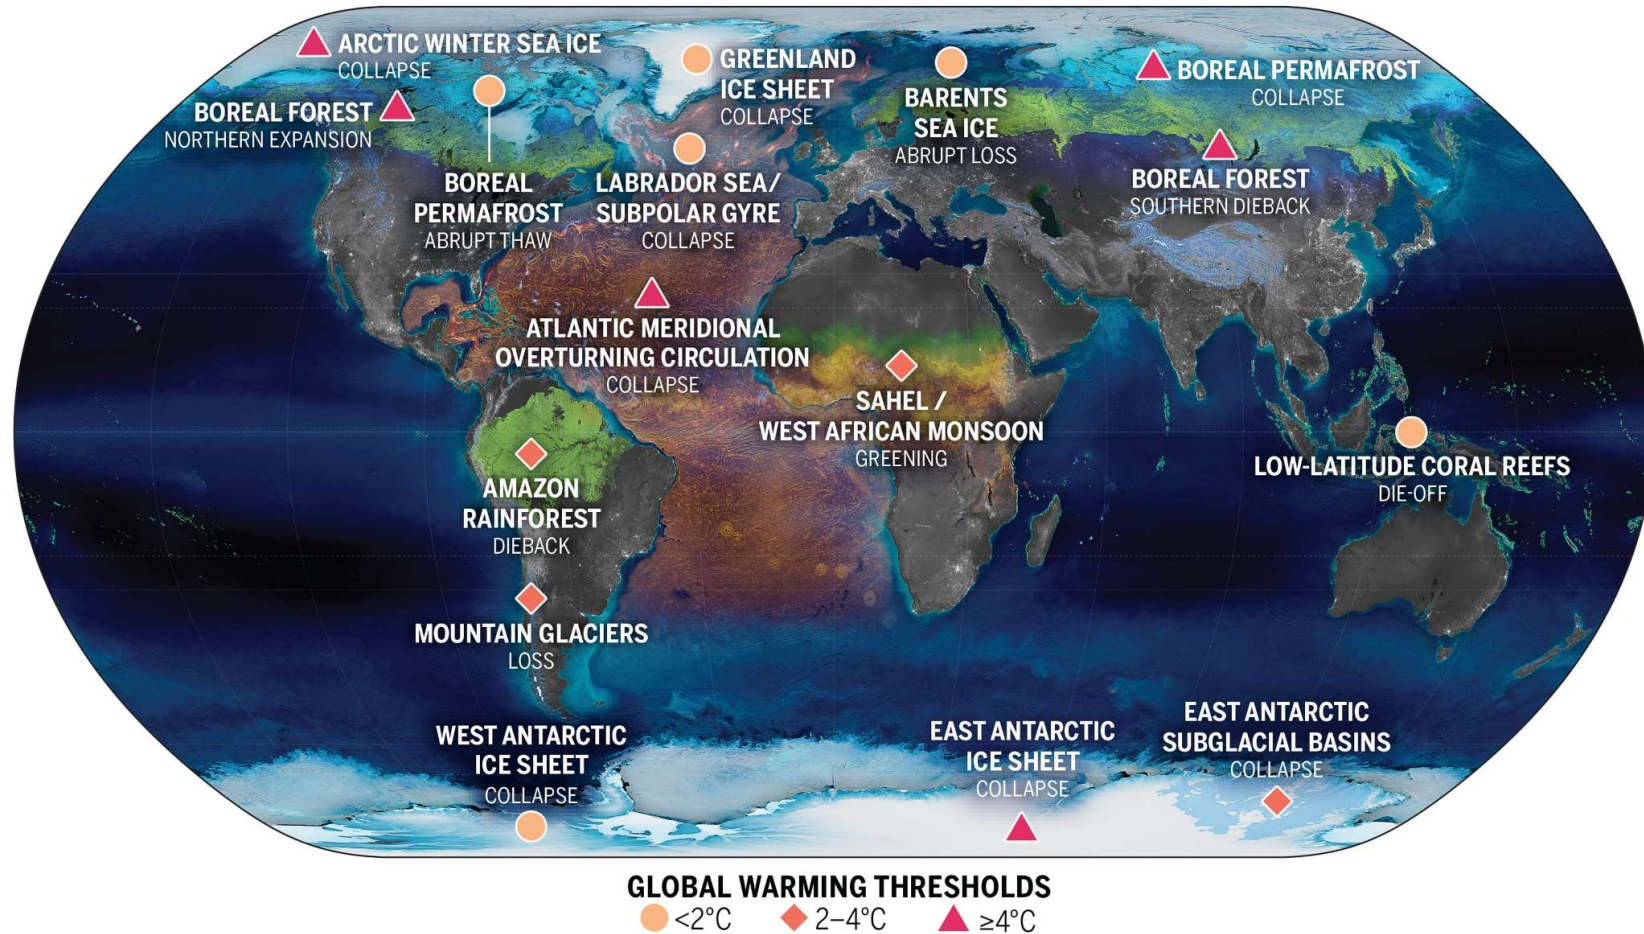 ARCTIC WINTER SEA ICE
COLLAPSE
BOREAL FOREST
NORTHERN EXPANSION
BOREAL
PERMAFROST
ABRUPT THAW
GREENLAND
ICE SHEET
COLLAPSE
LABRADOR SEA/
SUBPOLAR GYRE
COLLAPSE
BARENTS
SEA ICE
ABRUPT LOSS
BOREAL PERMAFROST
COLLAPSE
BOREAL FOREST
SOUTHERN DIEBACK
ATLANTIC MERIDIONAL
OVERTURNING CIRCULATION
COLLAPSE
SAHEL /
WEST AFRICAN MONSOON
GREENING
LOW-LATITUDE CORAL REEFS
DIE-OFF
AMAZON
RAINFOREST
DIEBACK
MOUNTAIN GLACIERS
LOSS
WEST ANTARCTIC
ICE SHEET
COLLAPSE
EAST ANTARCTIC
ICE SHEET
COLLAPSE
EAST ANTARCTIC
SUBGLACIAL BASINS
COLLAPSE
GLOBAL WARMING THRESHOLDS
<2°C 2–4°C ≥4°C